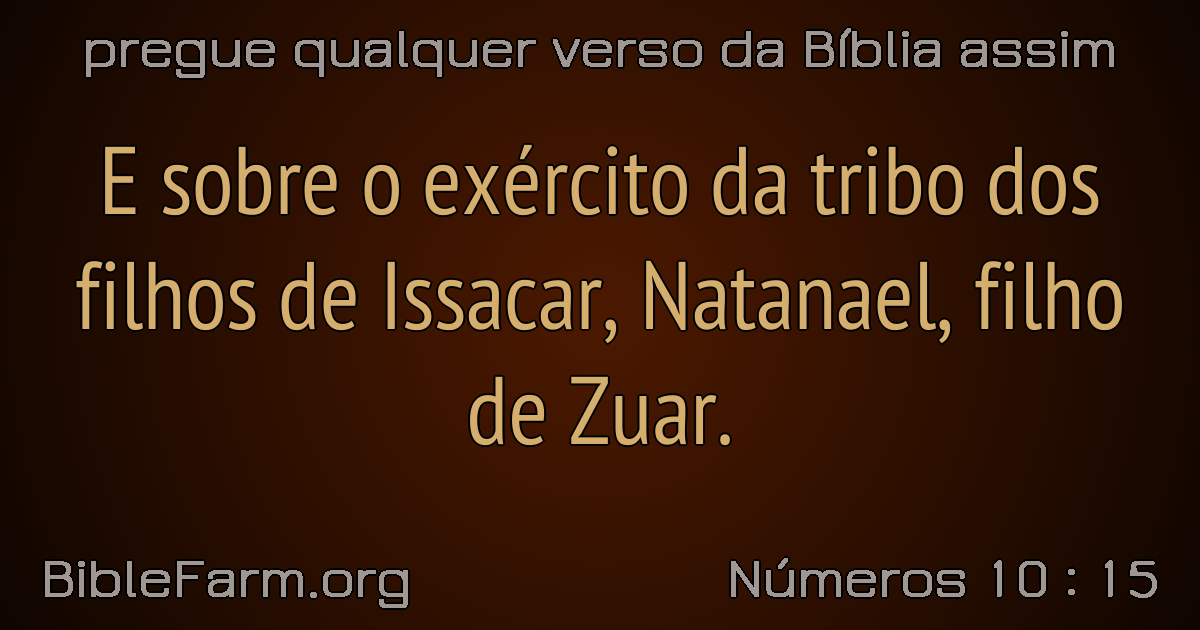 pregue qualquer verso da Bíblia assim
E sobre o exército da tribo dos
filhos de Issacar, Natanael, filho
de Zuar.
BibleFarm.org
Números 10 : 15